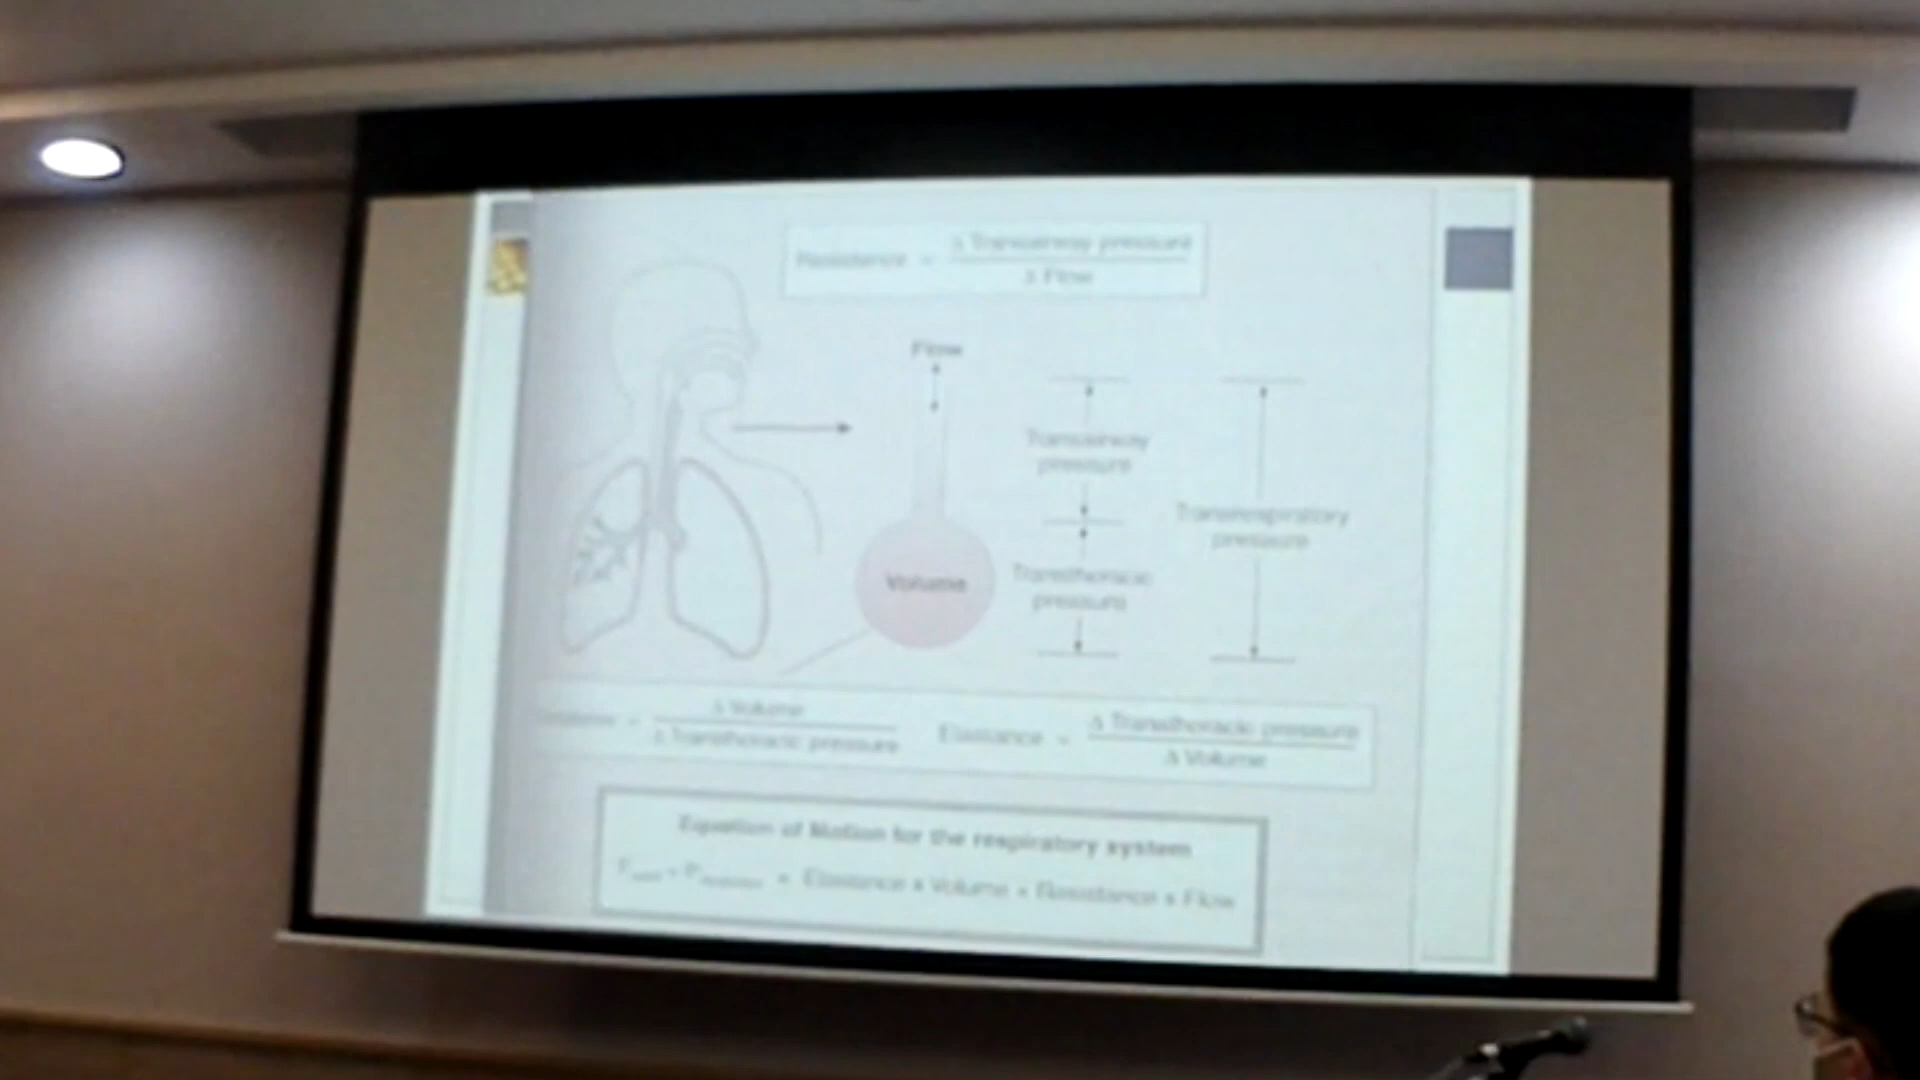 Resistance = Δ Transairway pressure
Δ Flow
Flow
Transairway
pressure
Transrespiratory
pressure
Volume
Transthoracic
pressure
= Δ Volume
Δ Transthoracic pressure
Elastance = Δ Transthoracic pressure
Δ Volume
Equation of Motion for the respiratory system
= Elastance x Volume + Resistance x Flow